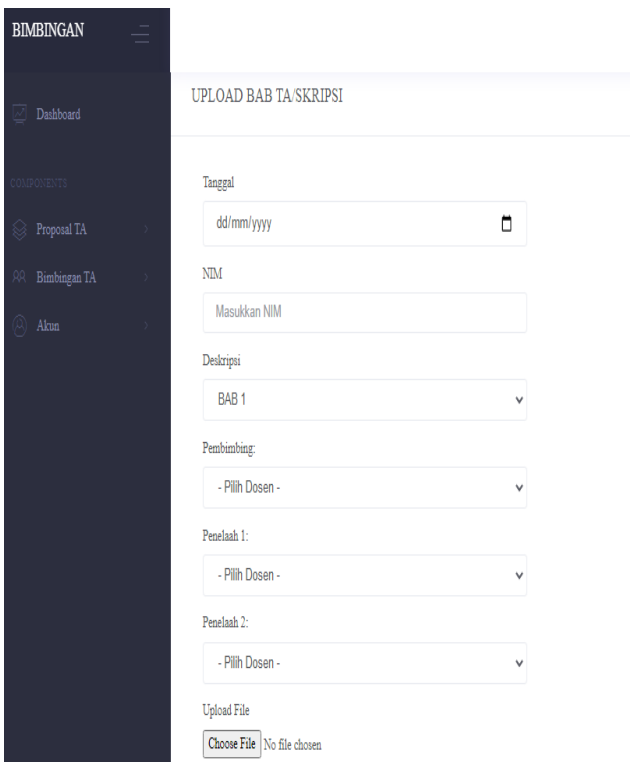 BIMBINGAN
Dashboard
COMPONENTS
Proposal TA
Bimbingan TA
Akun
UPLOAD BAB TA/SKRIPSI
Tanggal
dd/mm/yyyy
NIM
Masukkan NIM
Deskripsi
BAB 1
Pembimbing:
- Pilih Dosen -
Penelaah 1:
- Pilih Dosen -
Penelaah 2:
- Pilih Dosen -
Upload File
Choose File No file chosen